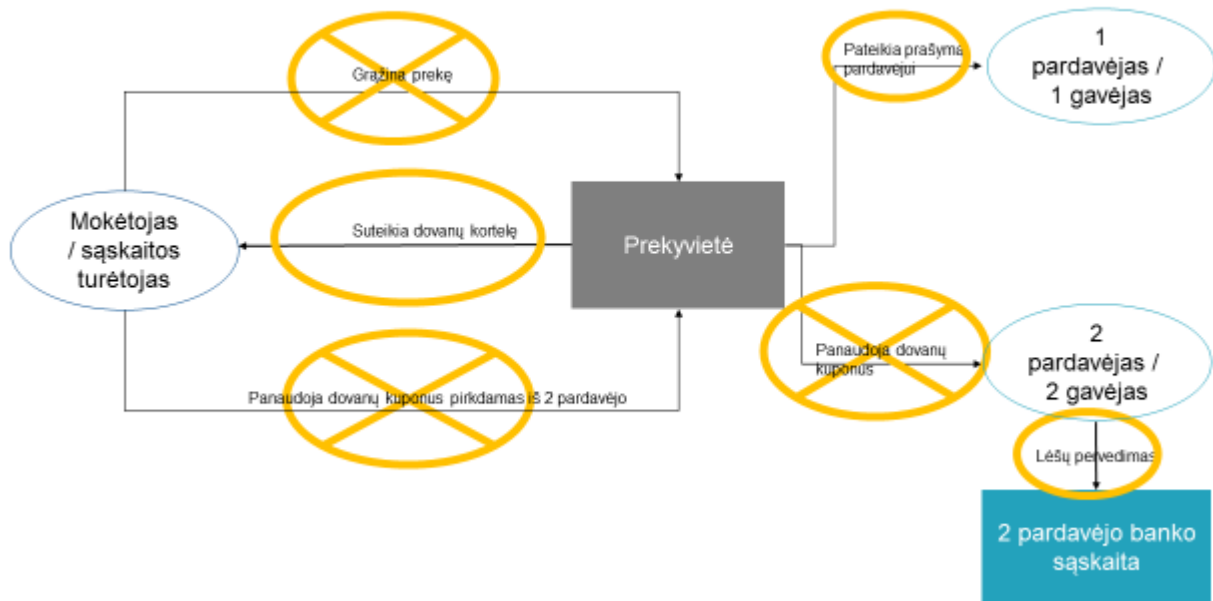 Grąžina prekę
Pateikia prašymą
pardavėjui
1
pardavėjas /
1 gavėjas
Mokėtojas
/ sąskaitos
turėtojas
Suteikia dovanų kortelę
Prekyvietė
Panaudoja dovanų kuponus pirkdamas iš 2 pardavėjo
Panaudoja dovanų
kuponus
2
pardavėjas /
2 gavėjas
Lėšų pervedimas
2 pardavėjo banko
sąskaita